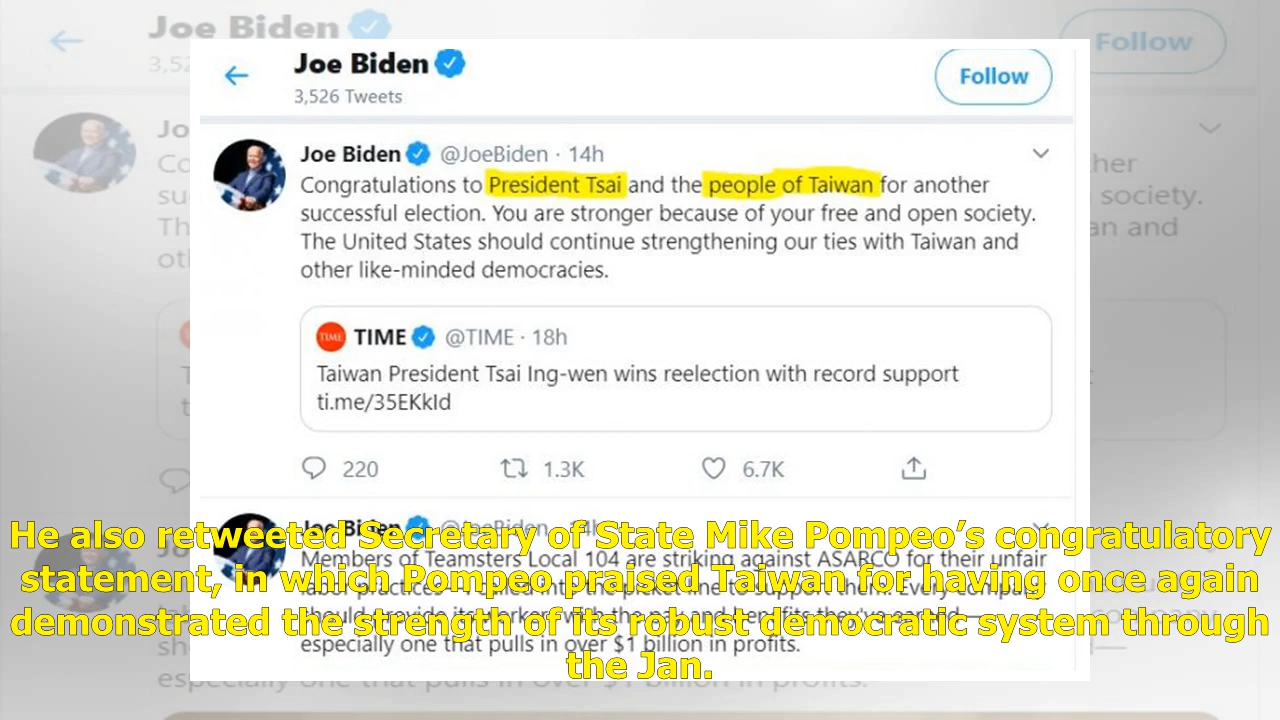 Joe Biden
3,526 Tweets
Follow
Joe Biden @JoeBiden · 14h
Congratulations to President Tsai and the people of Taiwan for another
successful election. You are stronger because of your free and open society.
The United States should continue strengthening our ties with Taiwan and
other like-minded democracies.
TIME @TIME · 18h
Taiwan President Tsai Ing-wen wins reelection with record support
ti.me/35EKkId
220 1.3K 6.7K
Joe Biden @JoeBiden · 14h
Members of Teamsters Local 104 are striking against ASARCO for their unfair
especially one that pulls in over $1 billion in profits.
He also retweeted Secretary of State Mike Pompeo’s congratulatory
statement, in which Pompeo praised Taiwan for having once again
demonstrated the strength of its robust democratic system through
the Jan.